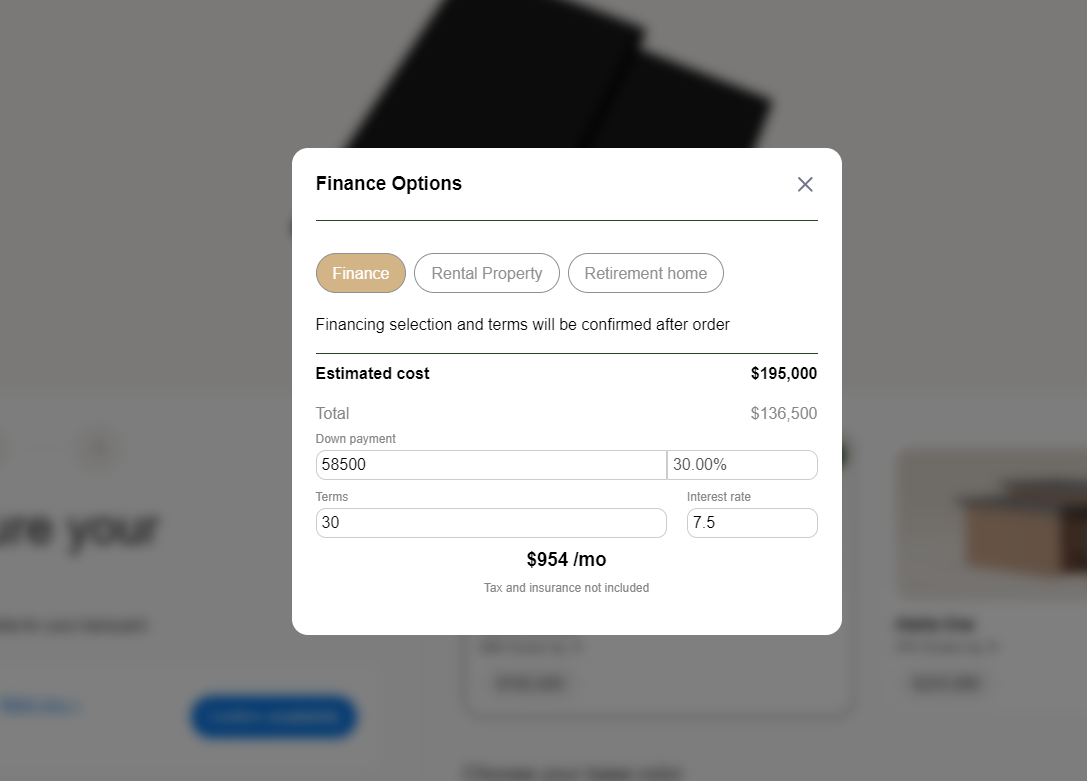 Finance Options
Finance Rental Property Retirement home
Financing selection and terms will be confirmed after order
Estimated cost $195,000
Total $136,500
Down payment
58500 30.00%
Terms Interest rate
30 7.5
$954 /mo
Tax and insurance not included
ure your